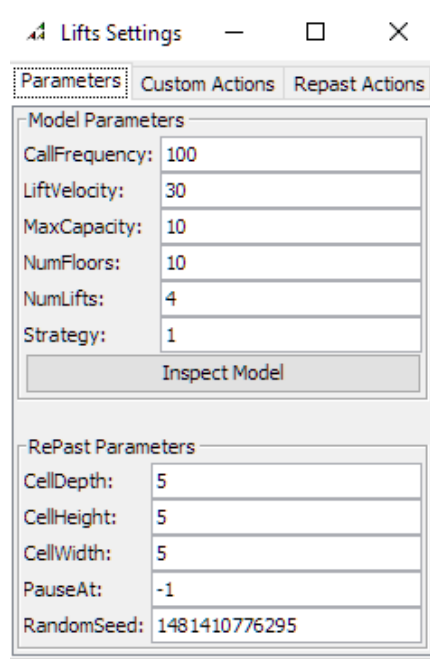 Lifts Settings
Parameters Custom Actions Repast Actions
Model Parameters
CallFrequency: 100
LiftVelocity: 30
MaxCapacity: 10
NumFloors: 10
NumLifts: 4
Strategy: 1
Inspect Model
RePast Parameters
CellDepth: 5
CellHeight: 5
CellWidth: 5
PauseAt: -1
RandomSeed: 1481410776295